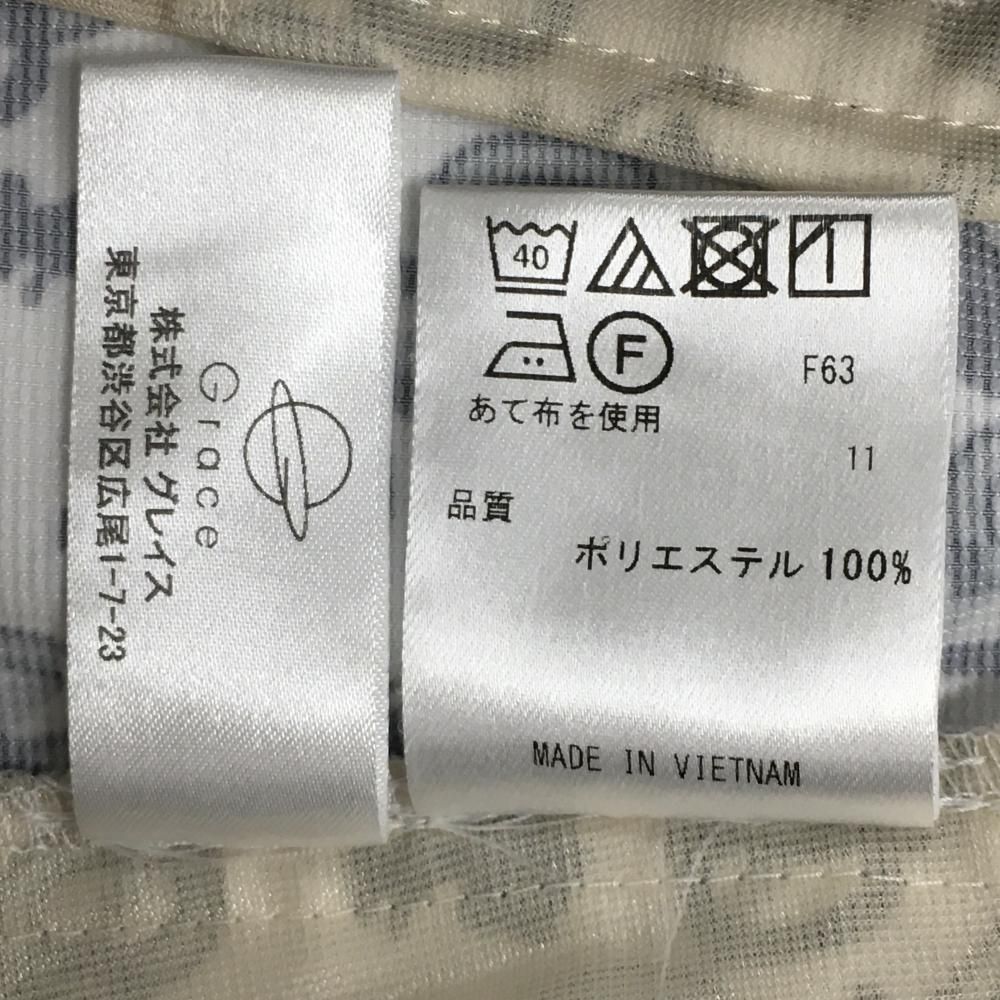 Grace
株式会社 グレイス
東京都渋谷区広尾1-7-23
40
F
F63
あて布を使用
11
品質
ポリエステル 100%
MADE IN VIETNAM